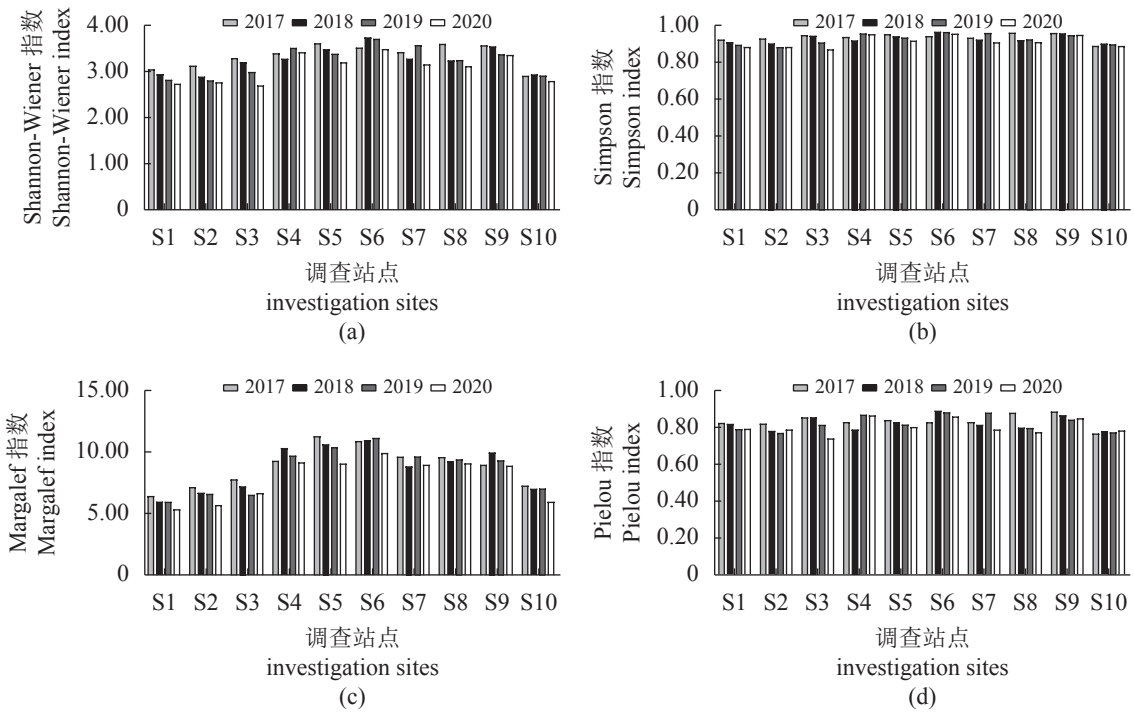 2017 2018 2019 2020
4.00
3.00
2.00
1.00
0
Shannon-Wiener 指数
Shannon-Wiener index
S1 S2 S3 S4 S5 S6 S7 S8 S9 S10
调查站点
investigation sites
(a)
2017 2018 2019 2020
1.00
0.80
0.60
0.40
0.20
0
Simpson 指数
Simpson index
S1 S2 S3 S4 S5 S6 S7 S8 S9 S10
调查站点
investigation sites
(b)
2017 2018 2019 2020
15.00
10.00
5.00
0
Margalef 指数
Margalef index
S1 S2 S3 S4 S5 S6 S7 S8 S9 S10
调查站点
investigation sites
(c)
2017 2018 2019 2020
1.00
0.80
0.60
0.40
0.20
0
Pielou 指数
Pielou index
S1 S2 S3 S4 S5 S6 S7 S8 S9 S10
调查站点
investigation sites
(d)